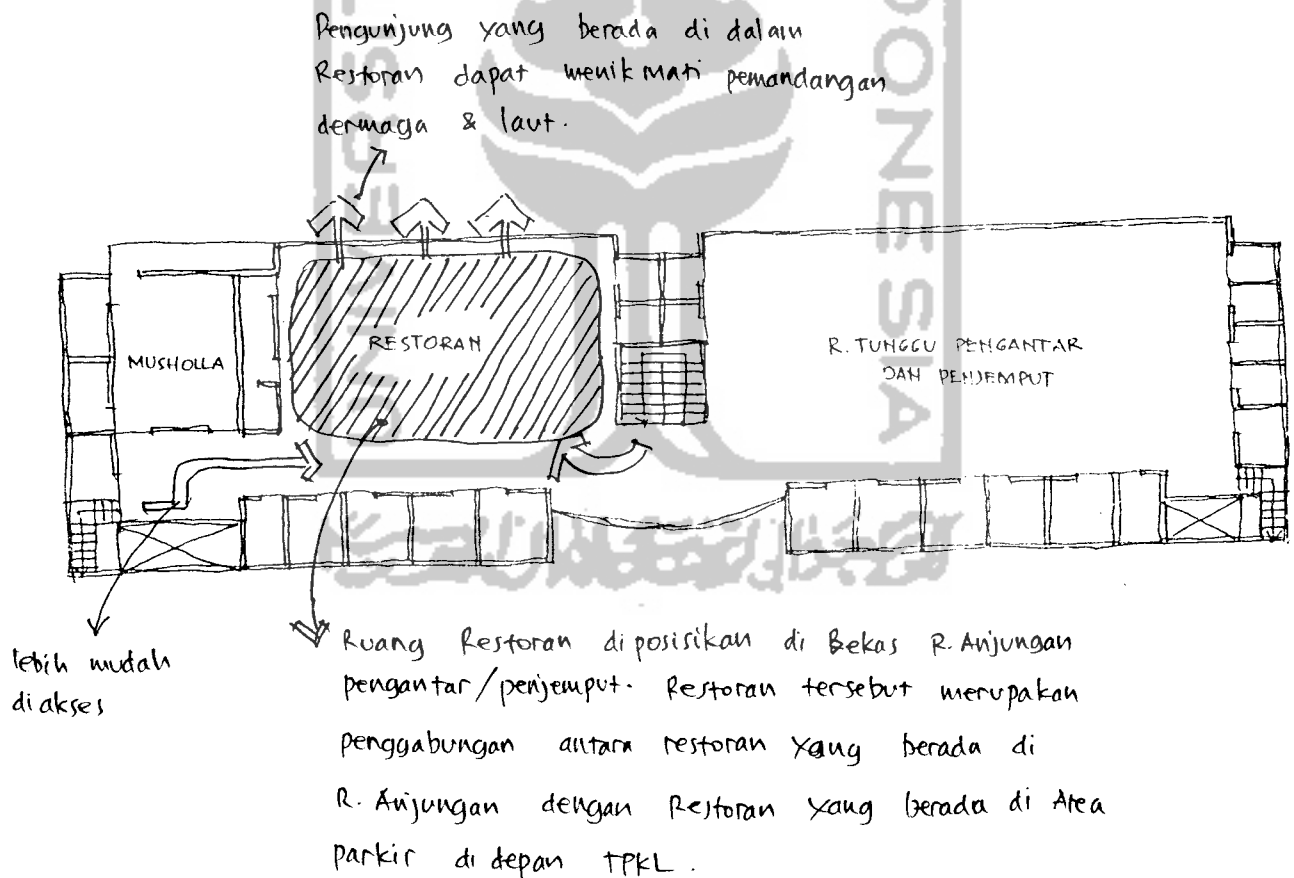 Pengunjung yang berada di dalam
Restoran dapat menikmati pemandangan
dermaga & laut.
MUSHOLLA
RESTORAN
R. TUNGGU PENGANTAR
DAN PENJEMPUT
lebih mudah
diakses
Ruang Restoran diposisikan di Bekas R. Anjungan
pengantar/penjemput. Restoran tersebut merupakan
penggabungan antara restoran yang berada di
R. Anjungan dengan Restoran yang berada di Area
parkir di depan TPKL.